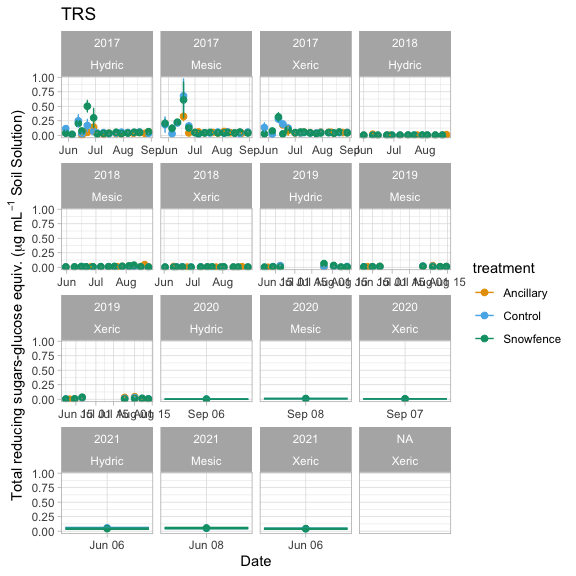 TRS
2017 2017 2017 2018
Hydric Mesic Xeric Hydric
1.00
0.75
0.50
0.25
0.00
Jun Jul Aug Sep Jun Jul Aug Sep Jun Jul Aug Sep Jun Jul Aug
2018 2018 2019 2019
Mesic Xeric Hydric Mesic
1.00
0.75
0.50
0.25
0.00
Jun Jul Aug Jun Jul Aug Jun 15 Jul 01 Jul 15 Aug 01 Aug 15 Jun 15 Jul 01 Jul 15 Aug 01 Aug 15
2019 2020 2020 2020
Xeric Hydric Mesic Xeric
1.00
0.75
0.50
0.25
0.00
Jun 15 Jul 01 Jul 15 Aug 01 Aug 15 Sep 06 Sep 08 Sep 07
2021 2021 2021 NA
Hydric Mesic Xeric Xeric
1.00
0.75
0.50
0.25
0.00
Jun 06 Jun 08 Jun 06
Date
Total reducing sugars-glucose equiv. (μg mL⁻¹ Soil Solution)
treatment
Ancillary
Control
Snowfence